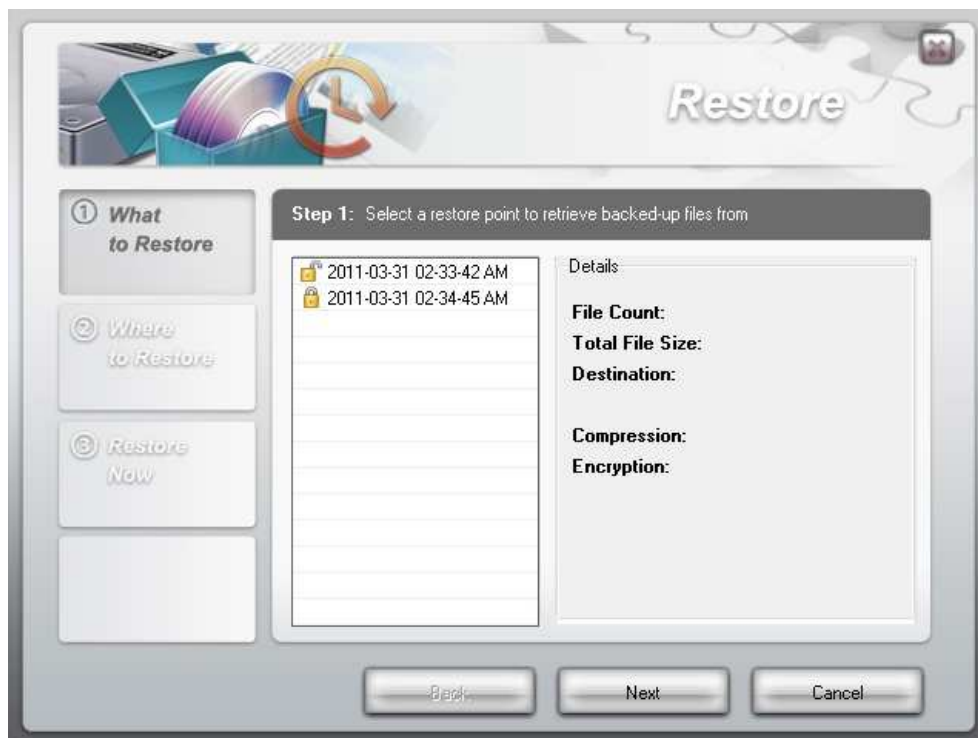 Restore
① What
to Restore
② Where
to Restore
③ Restore
Now
Step 1: Select a restore point to retrieve backed-up files from
2011-03-31 02-33-42 AM
2011-03-31 02-34-45 AM
Details
File Count:
Total File Size:
Destination:
Compression:
Encryption:
Back
Next
Cancel